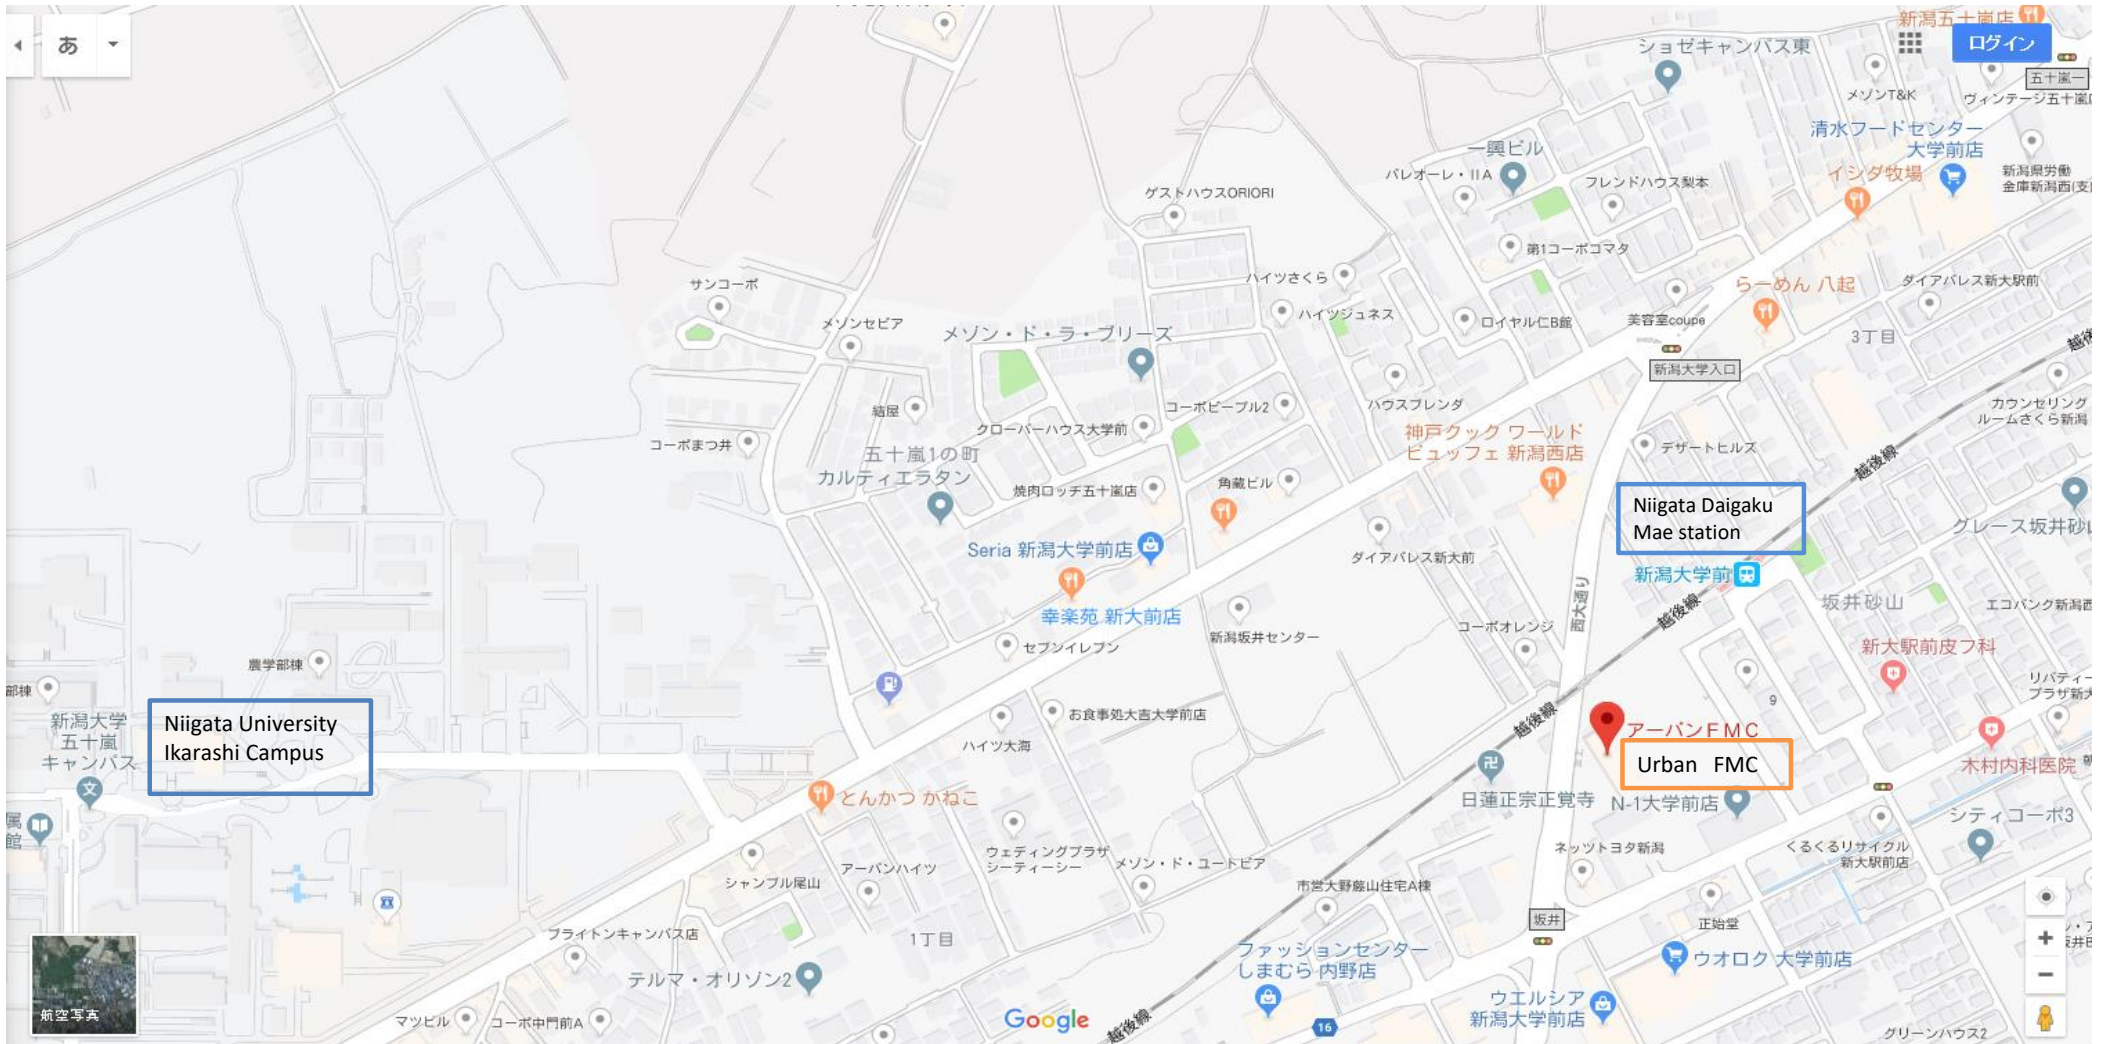 新潟五十嵐店
あ
ショゼキャンパス東
ログイン
五十嵐一
メゾンT&K
ヴィンテージ五十嵐
清水フードセンター
大学前店
一興ビル
パレオーレ・IIA
イシダ牧場
新潟県労働
金庫新潟西(支
フレンドハウス梨本
ゲストハウスORIORI
第1コーポコマタ
ハイツさくら
サンコーポ
らーめん 八起
ダイアパレス新大駅前
メゾンセピア
メゾン・ド・ラ・ブリーズ
ハイツジュネス
ロイヤル仁B館
美容室coupe
3丁目
越後
新潟大学入口
結屋
コーポピープル2
ハウスブレンダ
カウンセリング
ルームさくら新潟
クローバーハウス大学前
コーポまつ井
五十嵐1の町
カルティエラタン
神戸クック ワールド
ビュッフェ 新潟西店
デザートヒルズ
越後線
焼肉ロッヂ五十嵐店
角蔵ビル
Niigata Daigaku
Mae station
グレース坂井砂山
Seria 新潟大学前店
ダイアパレス新大前
新潟大学前
西大通り
越後線
坂井砂山
エコバンク新潟西
幸楽苑 新大前店
新潟坂井センター
コーポオレンジ
セブンイレブン
新大駅前皮フ科
農学部棟
部棟
リバティー
プラザ新大
Niigata University
Ikarashi Campus
新潟大学
五十嵐
キャンパス
お食事処大吉大学前店
ハイツ大海
越後線
9
アーバンFMC
Urban FMC
木村内科医院
とんかつ かねこ
日蓮正宗正覚寺
N-1大学前店
シティコーポ3
属
館
ウェディングプラザ
シーティーシー
メゾン・ド・ユートピア
ネッツトヨタ新潟
くるくるリサイクル
新大駅前店
シャンブル尾山
アーバンハイツ
市営大野藤山住宅A棟
坂井
正始堂
ブライトンキャンパス店
1丁目
ファッションセンター
しまむら 内野店
ウオロク 大学前店
テルマ・オリゾン2
ウエルシア
新潟大学前店
航空写真
マツビル
コーポ中門前A
Google
越後線
16
グリーンハウス2